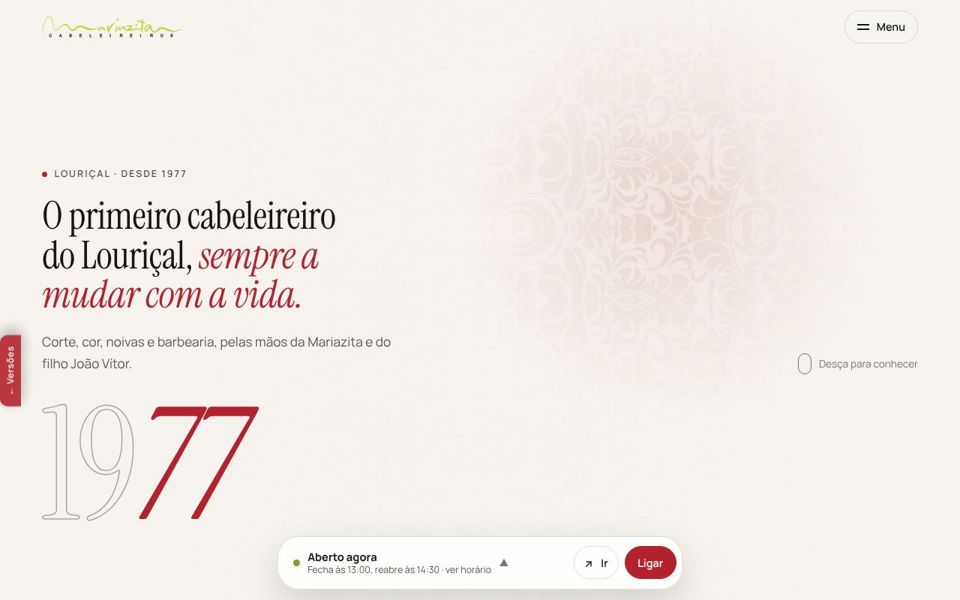 Mariazita
CABELEIREIROS
Menu
LOURIÇAL · DESDE 1977
O primeiro cabeleireiro
do Louriçal, sempre a
mudar com a vida.
Corte, cor, noivas e barbearia, pelas mãos da Mariazita e do
filho João Vítor.
← Versões
Desça para conhecer
1977
Aberto agora
Fecha às 13:00, reabre às 14:30 · ver horário
Ir
Ligar